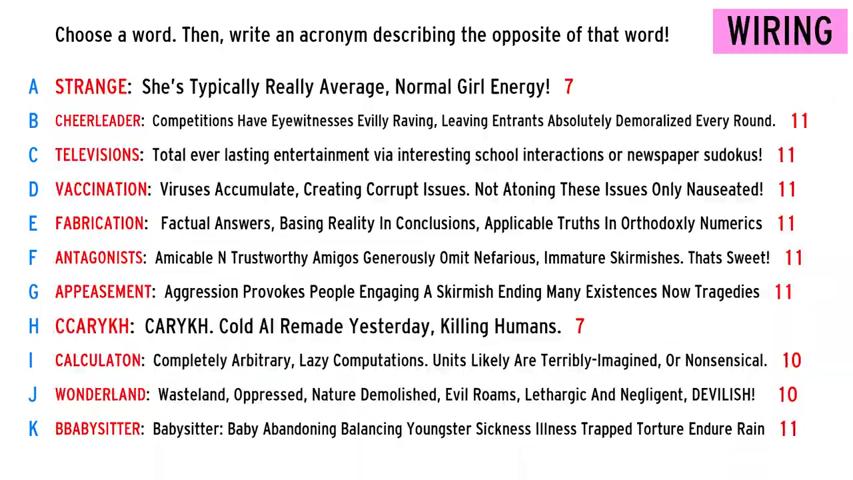 Choose a word. Then, write an acronym describing the opposite of that word!
WIRING
A STRANGE: She's Typically Really Average, Normal Girl Energy! 7
B CHEERLEADER: Competitions Have Eyewitnesses Evilly Raving, Leaving Entrants Absolutely Demoralized Every Round. 11
C TELEVISIONS: Total ever lasting entertainment via interesting school interactions or newspaper sudokus! 11
D VACCINATION: Viruses Accumulate, Creating Corrupt Issues. Not Atoning These Issues Only Nauseated! 11
E FABRICATION: Factual Answers, Basing Reality In Conclusions, Applicable Truths In Orthodoxly Numerics 11
F ANTAGONISTS: Amicable N Trustworthy Amigos Generously Omit Nefarious, Immature Skirmishes. Thats Sweet! 11
G APPEASEMENT: Aggression Provokes People Engaging A Skirmish Ending Many Existences Now Tragedies 11
H CCARYKH: CARYKH. Cold AI Remade Yesterday, Killing Humans. 7
I CALCULATON: Completely Arbitrary, Lazy Computations. Units Likely Are Terribly-Imagined, Or Nonsensical. 10
J WONDERLAND: Wasteland, Oppressed, Nature Demolished, Evil Roams, Lethargic And Negligent, DEVILISH! 10
K BBABYSITTER: Babysitter: Baby Abandoning Balancing Youngster Sickness Illness Trapped Torture Endure Rain 11